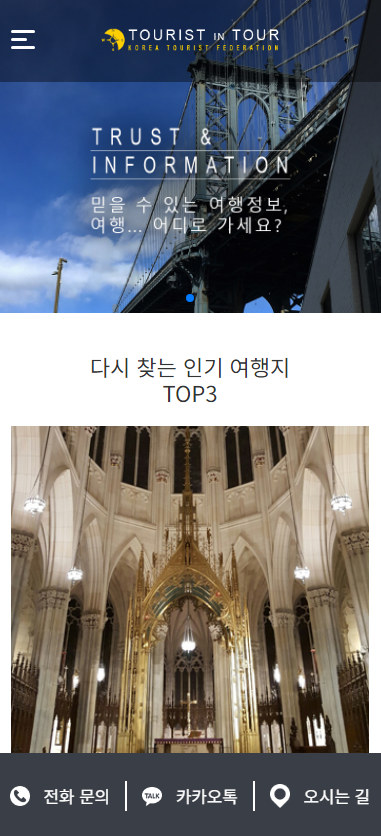 TOURIST IN TOUR
KOREA TOURIST FEDERATION
TRUST &
INFORMATION
믿을 수 있는 여행정보,
여행... 어디로 가세요?
다시 찾는 인기 여행지
TOP3
전화 문의
TALK
카카오톡
오시는 길